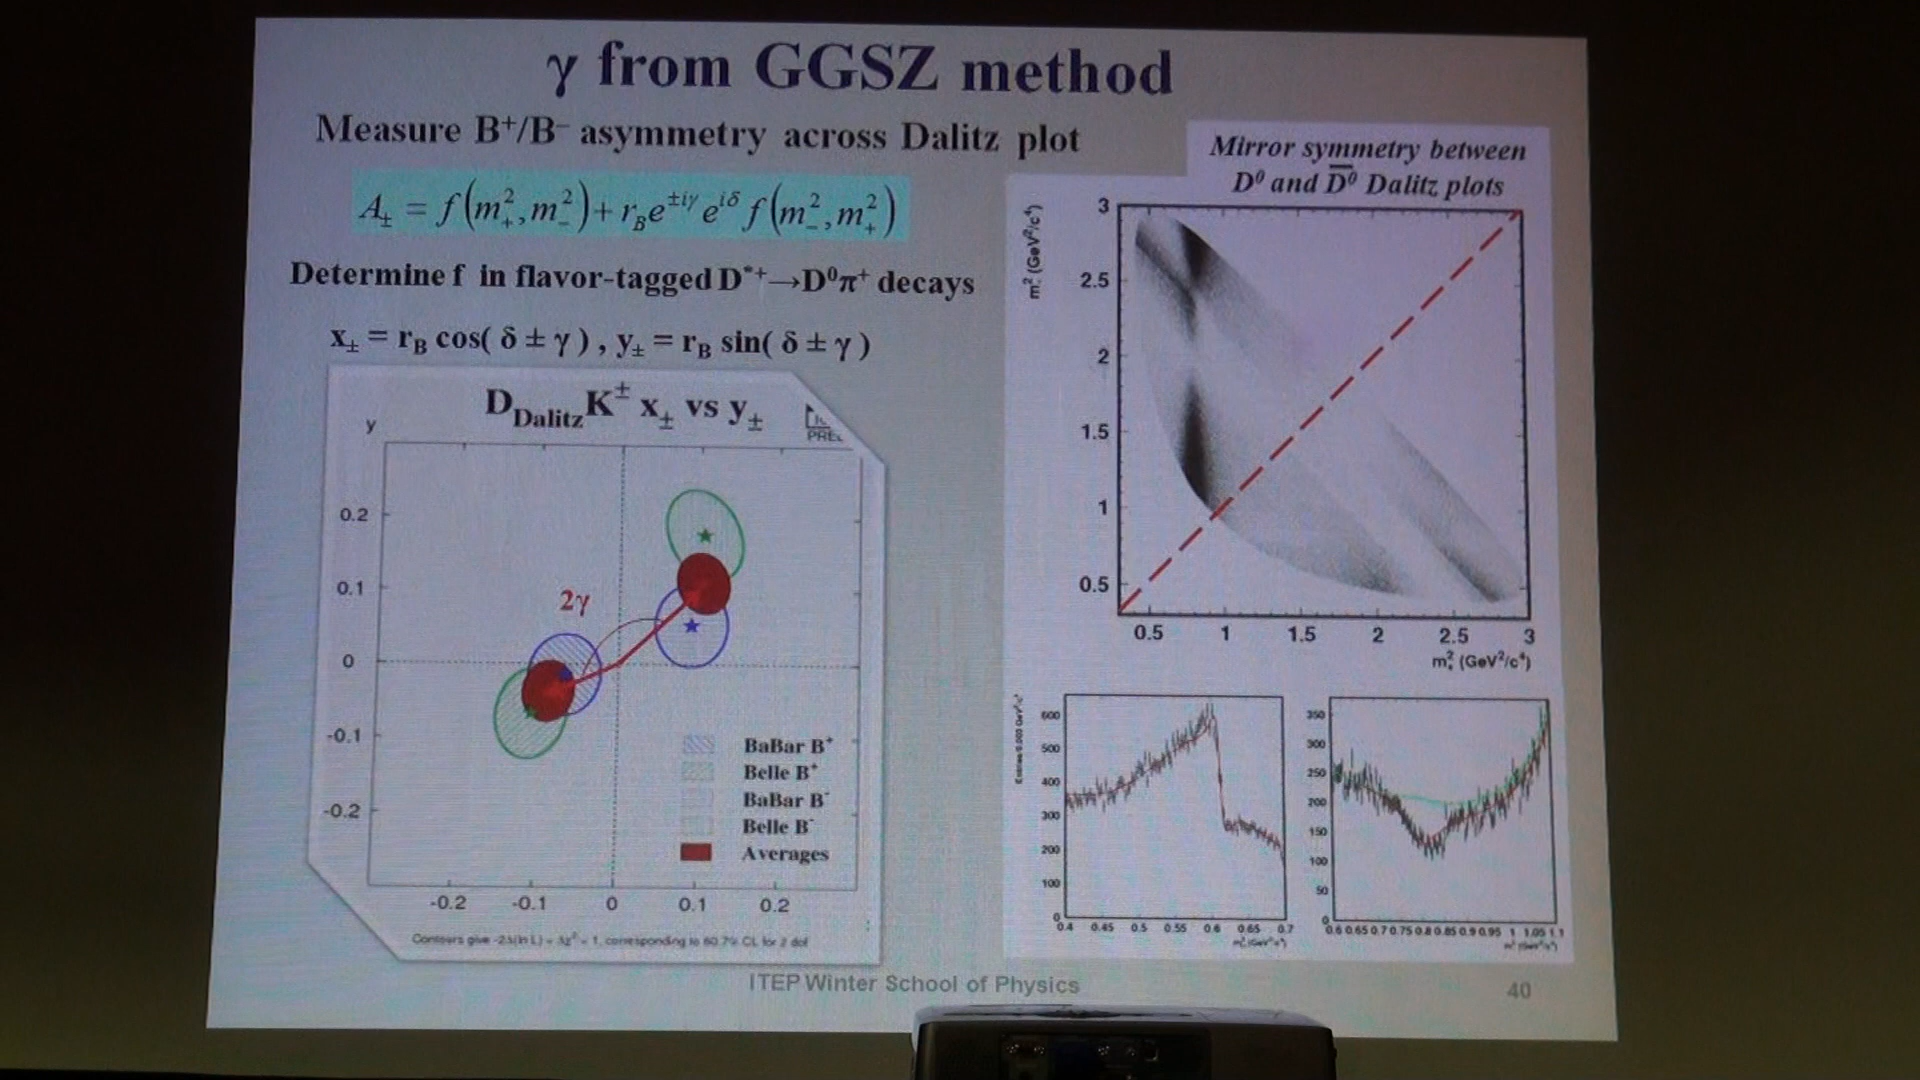 γ from GGSZ method
Measure B⁺/B⁻ asymmetry across Dalitz plot
A± = f(m²₊,m²₋) + r_B e^{±iγ} e^{iδ} f(m²₋,m²₊)
Determine f in flavor-tagged D*⁺→D⁰π⁺ decays
x± = r_B cos( δ ± γ ) , y± = r_B sin( δ ± γ )
D_Dalitz K± x± vs y±
y
0.2
0.1
0
-0.1
-0.2
2γ
BaBar B⁺
Belle B⁺
BaBar B⁻
Belle B⁻
Averages
-0.2 -0.1 0 0.1 0.2
Contours give -2Δ(ln L) = Δχ² = 1, corresponding to 60.7% CL for 2 dof
Mirror symmetry between
D⁰ and D̅⁰ Dalitz plots
m²₋ (GeV²/c⁴)
3
2.5
2
1.5
1
0.5
0.5 1 1.5 2 2.5 3
m²₊ (GeV²/c⁴)
600
500
400
300
200
100
0
0.4 0.45 0.5 0.55 0.6 0.65 0.7
350
300
250
200
150
100
50
0
0.6 0.65 0.7 0.75 0.8 0.85 0.9 0.95 1 1.05 1.1
ITEP Winter School of Physics
40